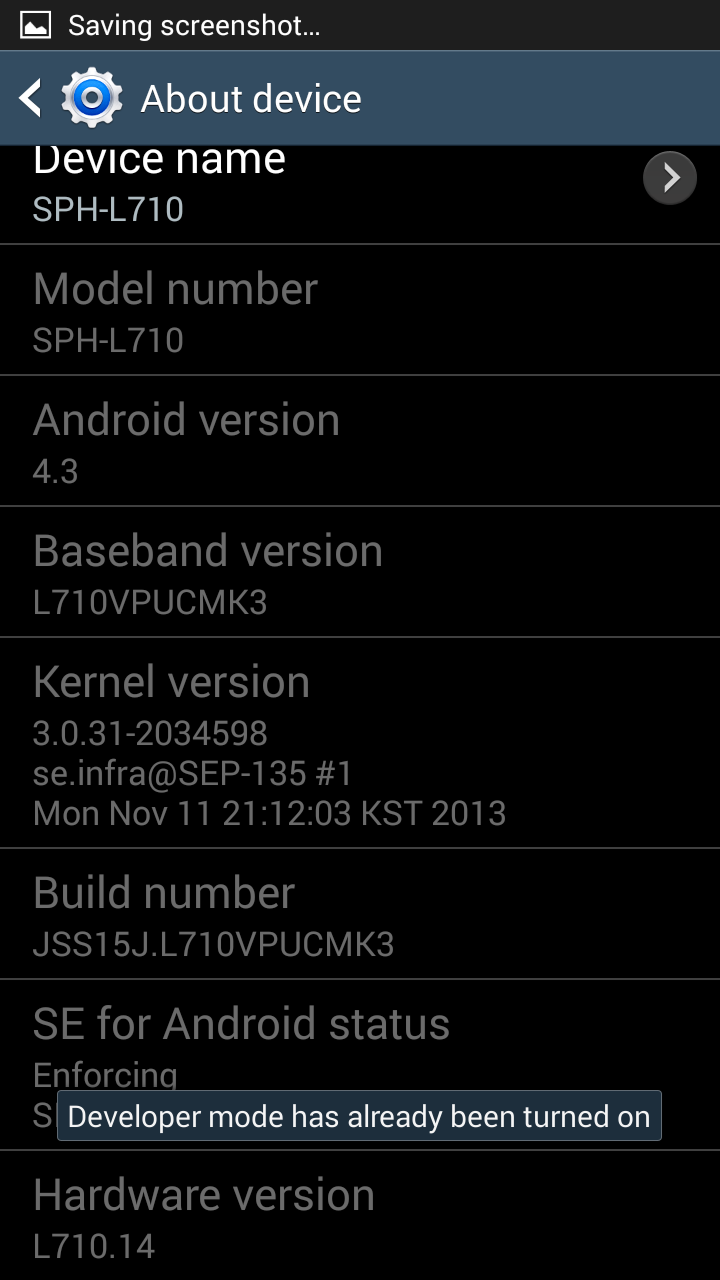 Saving screenshot...
About device
Device name
SPH-L710
Model number
SPH-L710
Android version
4.3
Baseband version
L710VPUCMK3
Kernel version
3.0.31-2034598
se.infra@SEP-135 #1
Mon Nov 11 21:12:03 KST 2013
Build number
JSS15J.L710VPUCMK3
SE for Android status
Enforcing
Developer mode has already been turned on
Hardware version
L710.14